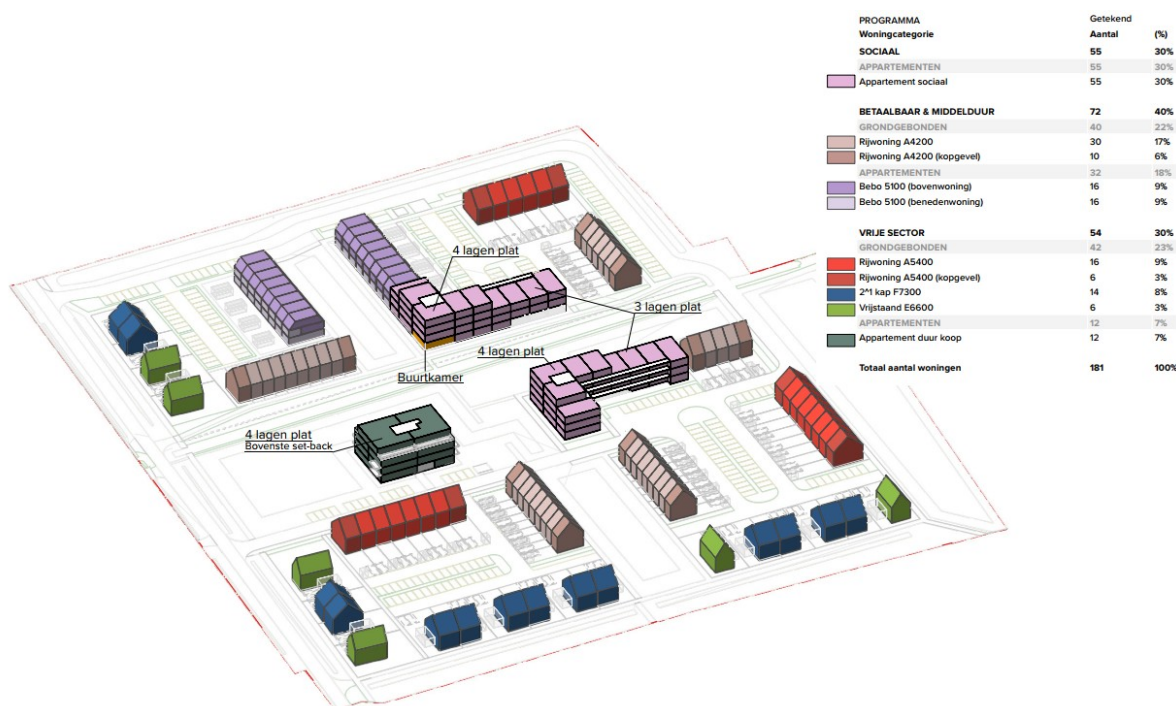 PROGRAMMA Getekend
Woningcategorie Aantal (%)
SOCIAAL 55 30%
APPARTEMENTEN 55 30%
Appartement sociaal 55 30%
BETAALBAAR & MIDDELDUUR 72 40%
GRONDGEBONDEN 40 22%
Rijwoning A4200 30 17%
Rijwoning A4200 (kopgevel) 10 6%
APPARTEMENTEN 32 18%
Bebo 5100 (bovenwoning) 16 9%
Bebo 5100 (benedenwoning) 16 9%
VRIJE SECTOR 54 30%
GRONDGEBONDEN 42 23%
Rijwoning A5400 16 9%
Rijwoning A5400 (kopgevel) 6 3%
2^1 kap F7300 14 8%
Vrijstaand E6600 6 3%
APPARTEMENTEN 12 7%
Appartement duur koop 12 7%
Totaal aantal woningen 181 100%
4 lagen plat
3 lagen plat
4 lagen plat
Buurtkamer
4 lagen plat
Bovenste set-back